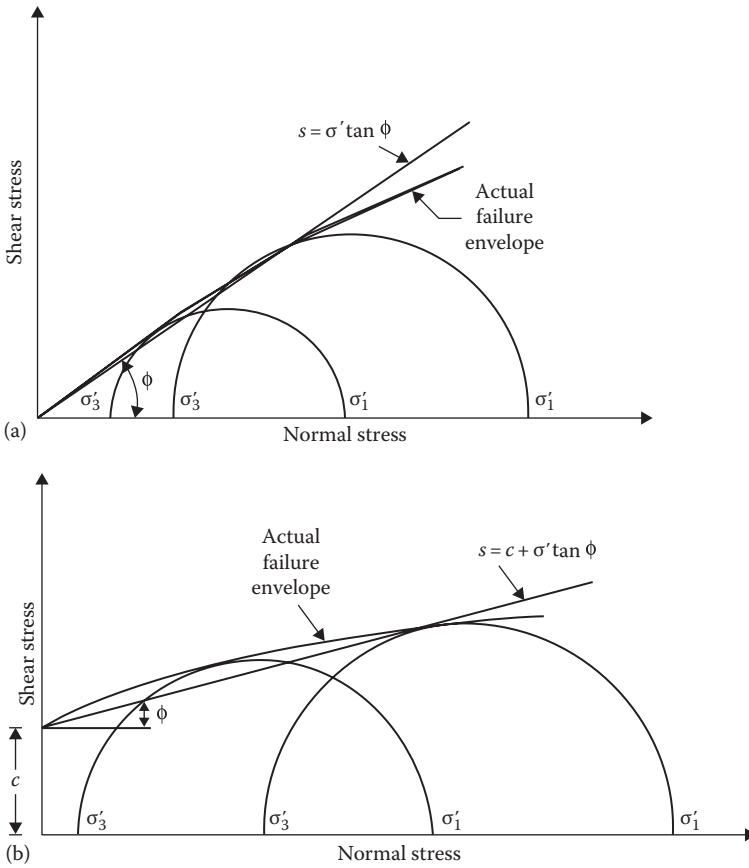 s = σ′ tan ϕ
Actual
failure
envelope
Shear stress
ϕ
σ′3
σ′3
σ′1
σ′1
(a)
Normal stress
Actual
failure
envelope
s = c + σ′ tan ϕ
Shear stress
ϕ
c
σ′3
σ′3
σ′1
σ′1
(b)
Normal stress